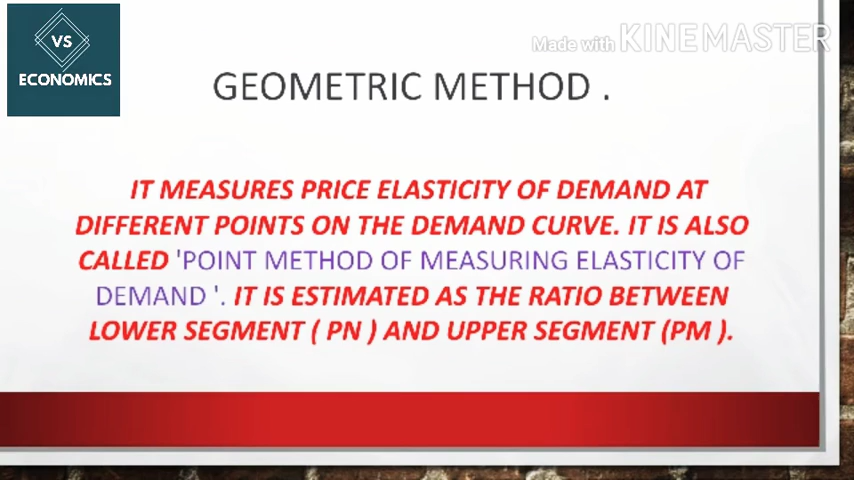 VS
ECONOMICS
Made with KINEMASTER
GEOMETRIC METHOD .
IT MEASURES PRICE ELASTICITY OF DEMAND AT
DIFFERENT POINTS ON THE DEMAND CURVE. IT IS ALSO
CALLED 'POINT METHOD OF MEASURING ELASTICITY OF
DEMAND '. IT IS ESTIMATED AS THE RATIO BETWEEN
LOWER SEGMENT ( PN ) AND UPPER SEGMENT (PM ).